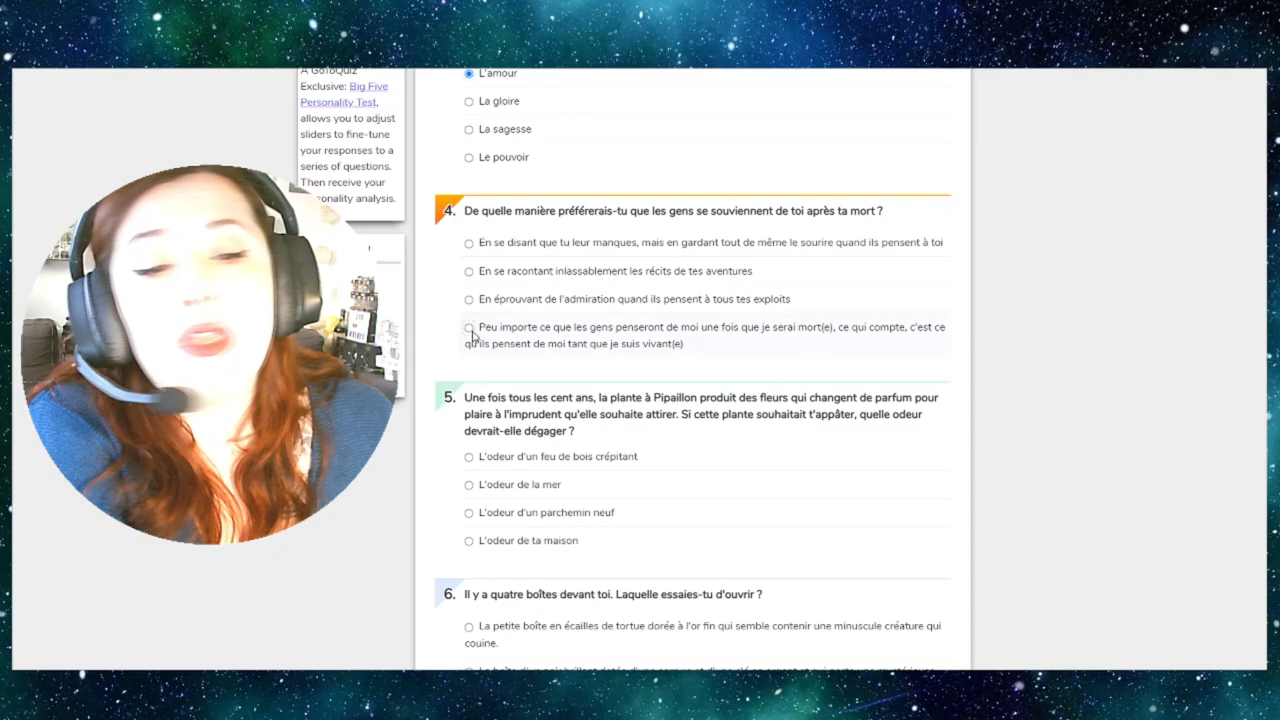 A GoToQuiz
Exclusive: Big Five
Personality Test,
allows you to adjust
sliders to fine-tune
your responses to a
series of questions.
Then receive your
sonality analysis.
!
L'amour
La gloire
La sagesse
Le pouvoir
4. De quelle manière préférerais-tu que les gens se souviennent de toi après ta mort ?
En se disant que tu leur manques, mais en gardant tout de même le sourire quand ils pensent à toi
En se racontant inlassablement les récits de tes aventures
En éprouvant de l'admiration quand ils pensent à tous tes exploits
Peu importe ce que les gens penseront de moi une fois que je serai mort(e), ce qui compte, c'est ce
qu'ils pensent de moi tant que je suis vivant(e)
5. Une fois tous les cent ans, la plante à Pipaillon produit des fleurs qui changent de parfum pour
plaire à l'imprudent qu'elle souhaite attirer. Si cette plante souhaitait t'appâter, quelle odeur
devrait-elle dégager ?
L'odeur d'un feu de bois crépitant
L'odeur de la mer
L'odeur d'un parchemin neuf
L'odeur de ta maison
6. Il y a quatre boîtes devant toi. Laquelle essaies-tu d'ouvrir ?
La petite boîte en écailles de tortue dorée à l'or fin qui semble contenir une minuscule créature qui
couine.